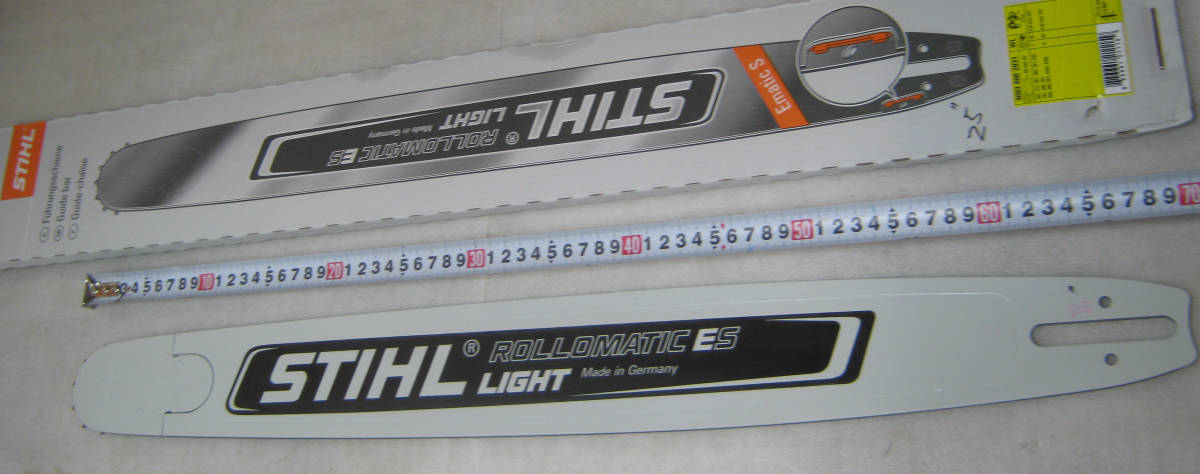 STIHL
Führungsschiene
Guide bar
Guide-chaîne
STIHL®
LIGHT
ROLLOMATIC ES
Made in Germany
Ematic S
25"
3 4 5 6 7 8 9 10 1 2 3 4 5 6 7 8 9 20 1 2 3 4 5 6 7 8 9 30 1 2 3 4 5 6 7 8 9 40 1 2 3 4 5 6 7 8 9 50 1 2 3 4 5 6 7 8 9 60 1 2 3 4 5 6 7 8 9 70
STIHL® ROLLOMATIC ES
LIGHT Made in Germany